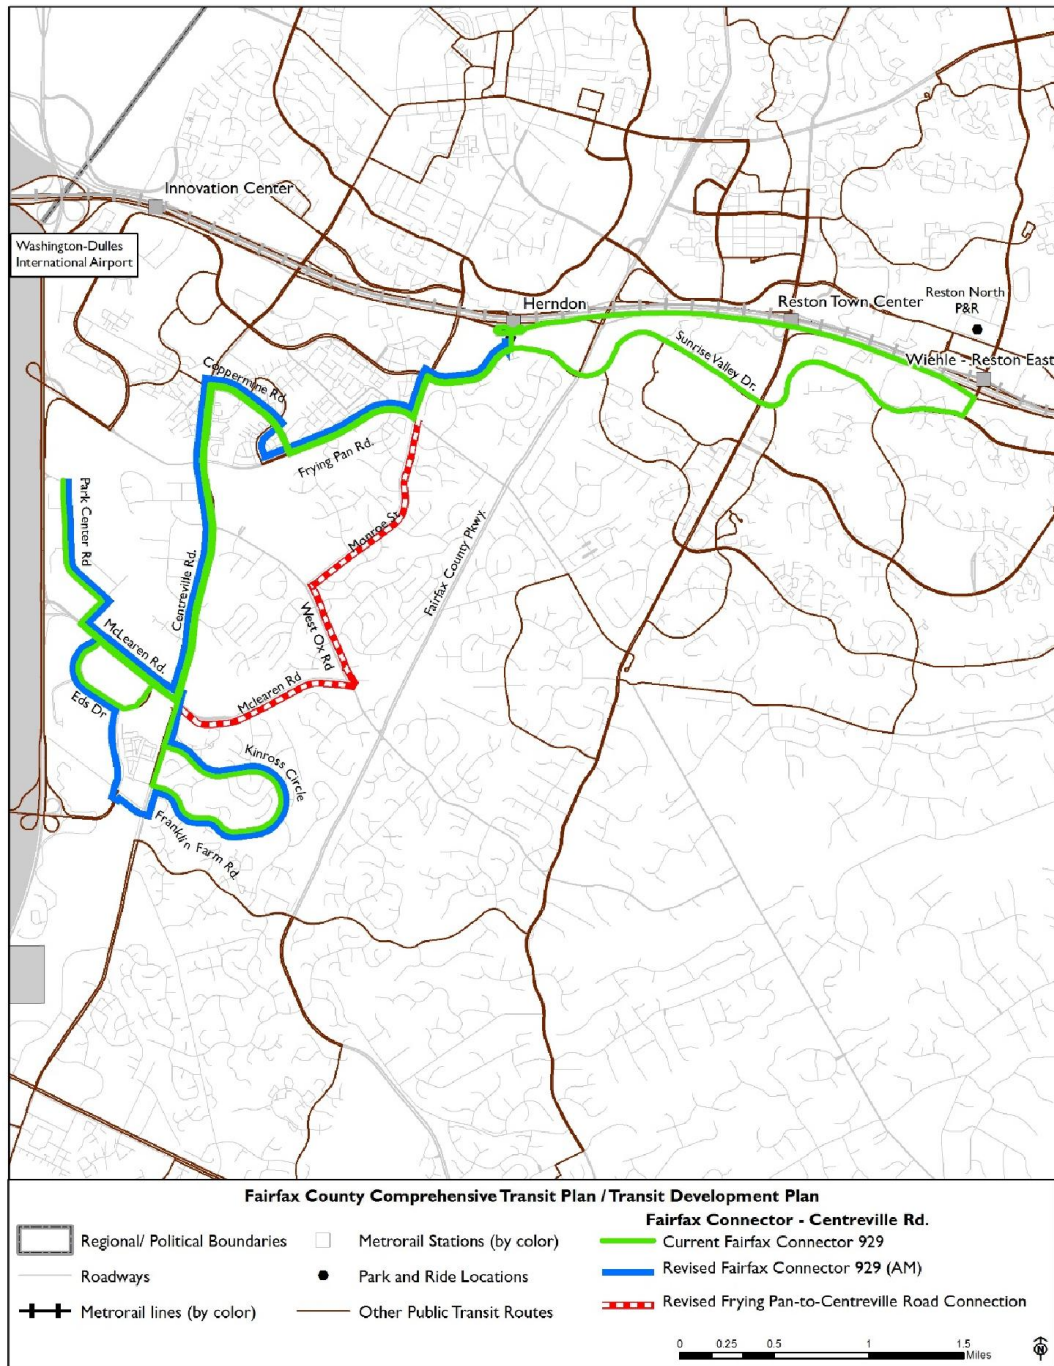 Innovation Center
Washington-Dulles
International Airport
Herndon
Reston Town Center
Reston North
P&R
Sunrise Valley Dr.
Wiehle - Reston East
Coppermine Rd
Frying Pan Rd.
Park Center Rd
Centreville Rd.
Monroe St.
Fairfax County Pkwy.
West Ox Rd
McLearen Rd.
Mclearen Rd
Eds Dr
Kinross Circle
Franklin Farm Rd.
Fairfax County Comprehensive Transit Plan / Transit Development Plan
Fairfax Connector - Centreville Rd.
Regional/ Political Boundaries
Metrorail Stations (by color)
Current Fairfax Connector 929
Roadways
Park and Ride Locations
Revised Fairfax Connector 929 (AM)
Metrorail lines (by color)
Other Public Transit Routes
Revised Frying Pan-to-Centreville Road Connection
0 0.25 0.5 1 1.5
Miles
N